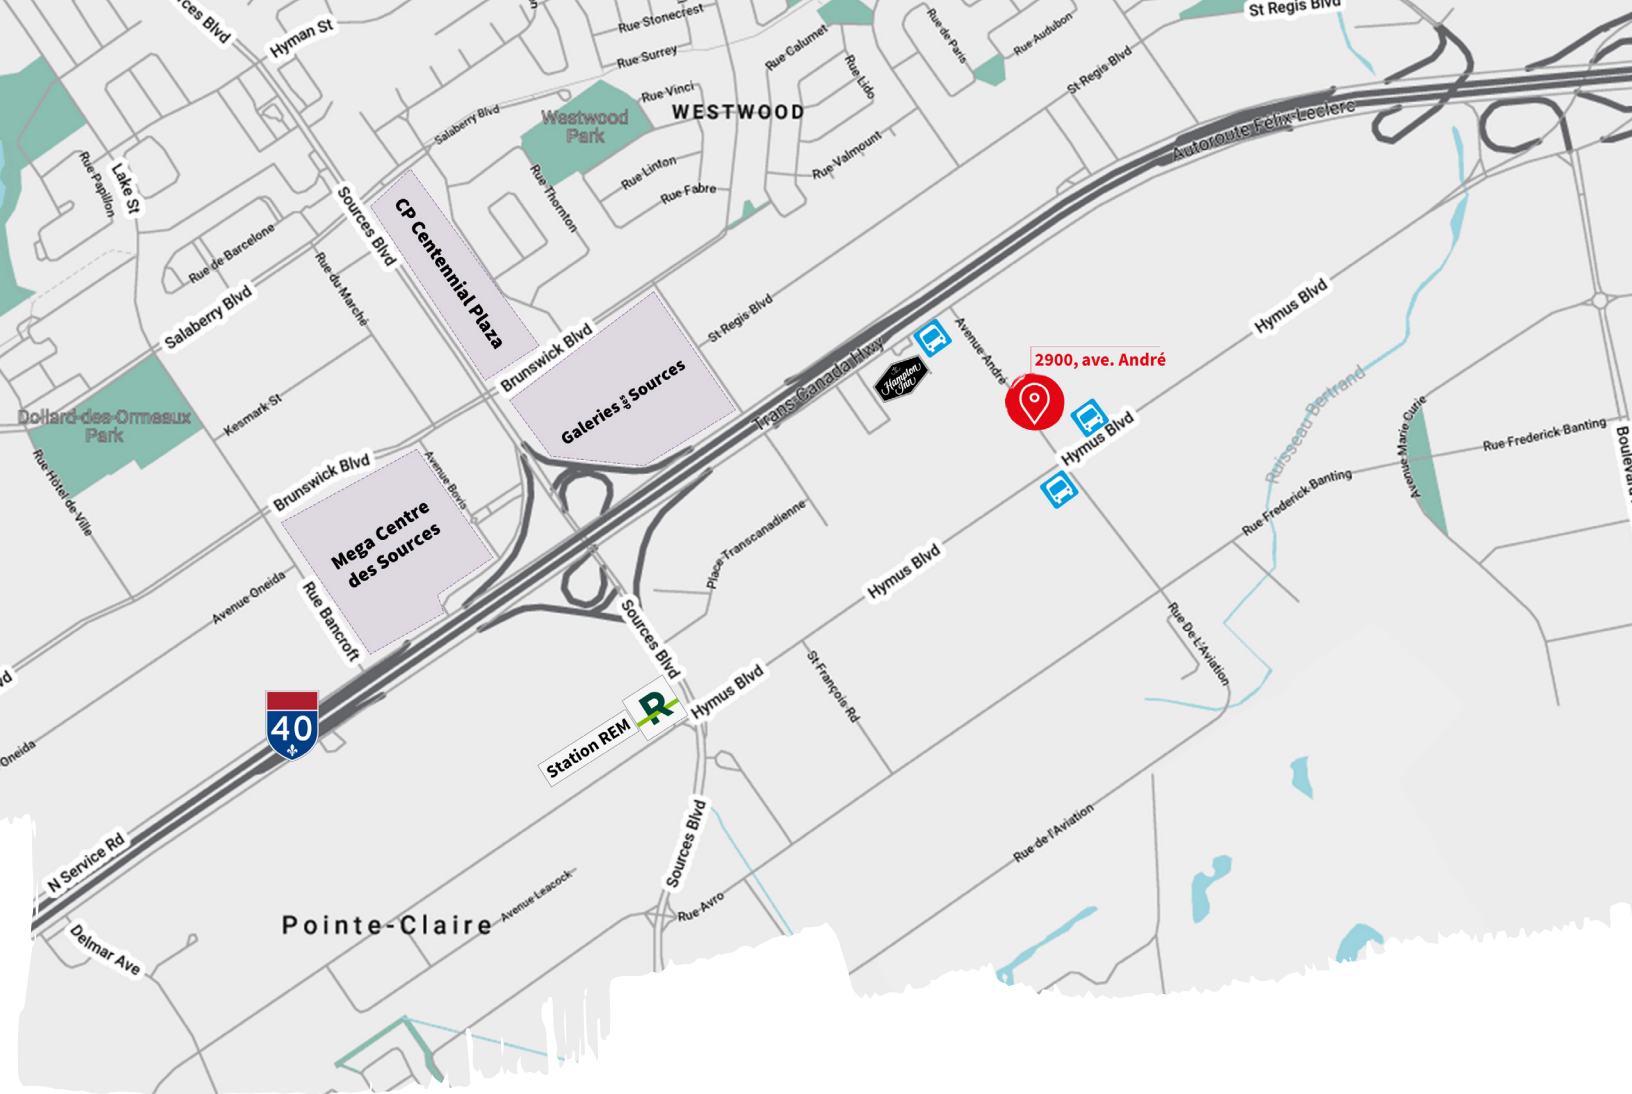 rces Blvd
Hyman St
Rue Stonecrest
Rue Surrey
Rue Vinci
Rue Calumet
Rue Lido
Rue de Paris
Rue Audubon
St Regis Blvd
St Regis Blvd
WESTWOOD
Westwood
Park
Salaberry Blvd
Rue Linton
Rue Fabre
Rue Thornton
Rue Valmount
Autoroute Félix-Leclerc
Rue Papillon
Lake St
Sources Blvd
CP Centennial Plaza
Rue de Barcelone
Rue du Marché
Salaberry Blvd
Brunswick Blvd
St Regis Blvd
Galeries des Sources
Trans-Canada Hwy
Hampton
Inn
Avenue André
2900, ave. André
Hymus Blvd
Hymus Blvd
Ruisseau Bertrand
Avenue Marie Curie
Rue Frederick Banting
Rue Frederick Banting
Boulevard
Dollard-des-Ormeaux
Park
Kesmark St
Rue Hôtel de Ville
Brunswick Blvd
Avenue Bovis
Mega Centre
des Sources
Avenue Oneida
Rue Bancroft
Place Transcanadienne
Hymus Blvd
Sources Blvd
Hymus Blvd
St François Rd
Rue De L'Aviation
R
Station REM
40
vd
Oneida
N Service Rd
Sources Blvd
Rue de l'Aviation
Avenue Leacock
Rue Avro
Pointe-Claire
Delmar Ave